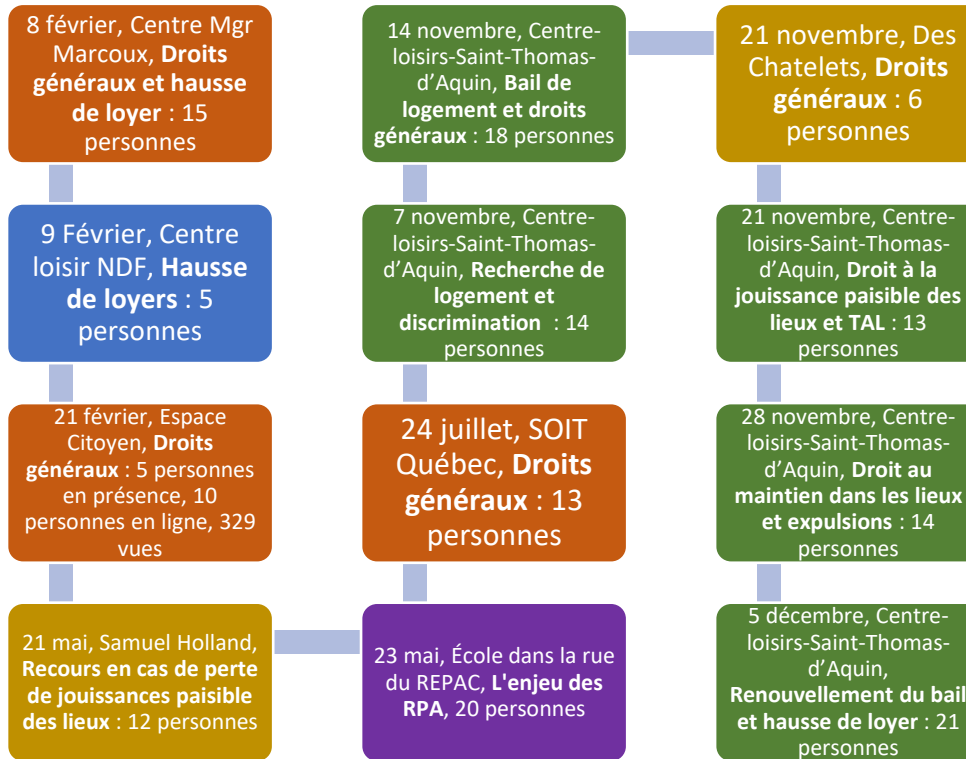 8 février, Centre Mgr
Marcoux, Droits
généraux et hausse
de loyer : 15
personnes
9 Février, Centre
loisir NDF, Hausse
de loyers : 5
personnes
21 février, Espace
Citoyen, Droits
généraux : 5 personnes
en présence, 10
personnes en ligne, 329
vues
21 mai, Samuel Holland,
Recours en cas de perte
de jouissances paisible
des lieux : 12 personnes
23 mai, École dans la rue
du REPAC, L'enjeu des
RPA, 20 personnes
24 juillet, SOIT
Québec, Droits
généraux : 13
personnes
7 novembre, Centre-
loisirs-Saint-Thomas-
d'Aquin, Recherche de
logement et
discrimination : 14
personnes
14 novembre, Centre-
loisirs-Saint-Thomas-
d'Aquin, Bail de
logement et droits
généraux : 18 personnes
21 novembre, Des
Chatelets, Droits
généraux : 6
personnes
21 novembre, Centre-
loisirs-Saint-Thomas-
d'Aquin, Droit à la
jouissance paisible des
lieux et TAL : 13
personnes
28 novembre, Centre-
loisirs-Saint-Thomas-
d'Aquin, Droit au
maintien dans les lieux
et expulsions : 14
personnes
5 décembre, Centre-
loisirs-Saint-Thomas-
d'Aquin,
Renouvellement du bail
et hausse de loyer : 21
personnes